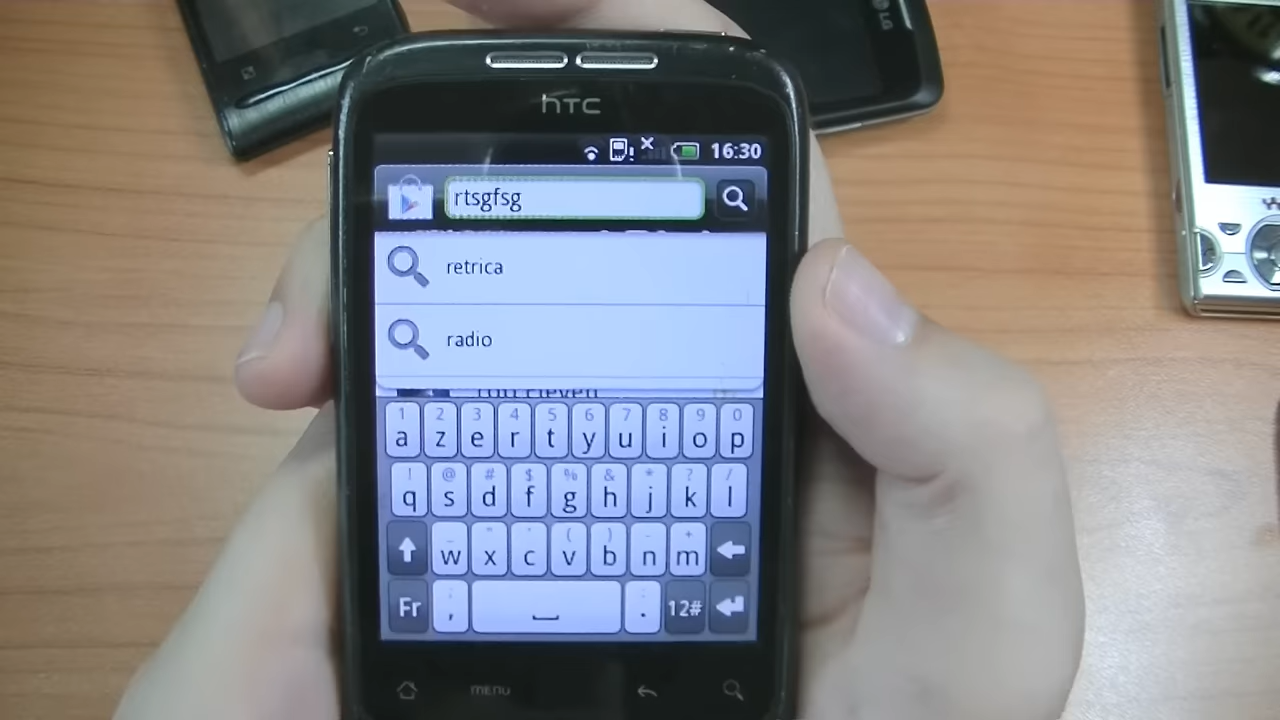 LG
hTC
16:30
rtsgfsg
retrica
radio
1 2 3 4 5 6 7 8 9 0
a z e r t y u i o p
! @ # $ % & * ? /
q s d f g h j k l
_ " ' ( ) - +
w x c v b n m
Fr , . 12#
MENU